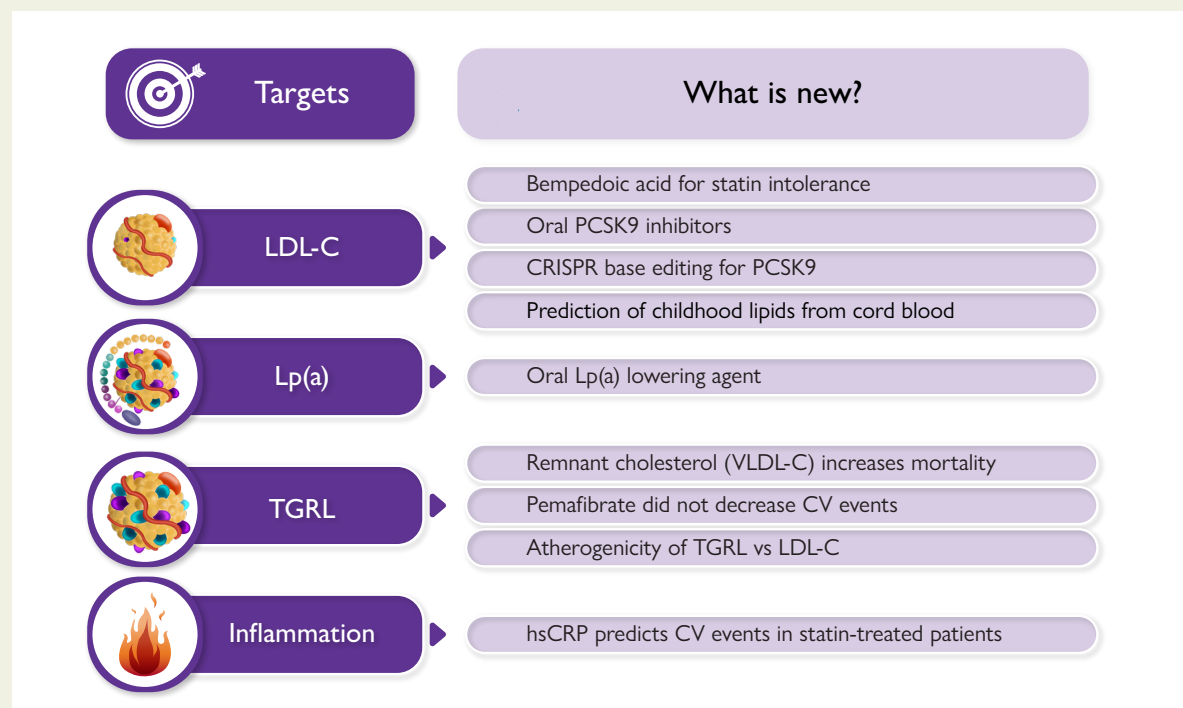 Targets
What is new?
LDL-C
Bempedoic acid for statin intolerance
Oral PCSK9 inhibitors
CRISPR base editing for PCSK9
Prediction of childhood lipids from cord blood
Lp(a)
Oral Lp(a) lowering agent
TGRL
Remnant cholesterol (VLDL-C) increases mortality
Pemafibrate did not decrease CV events
Atherogenicity of TGRL vs LDL-C
Inflammation
hsCRP predicts CV events in statin-treated patients